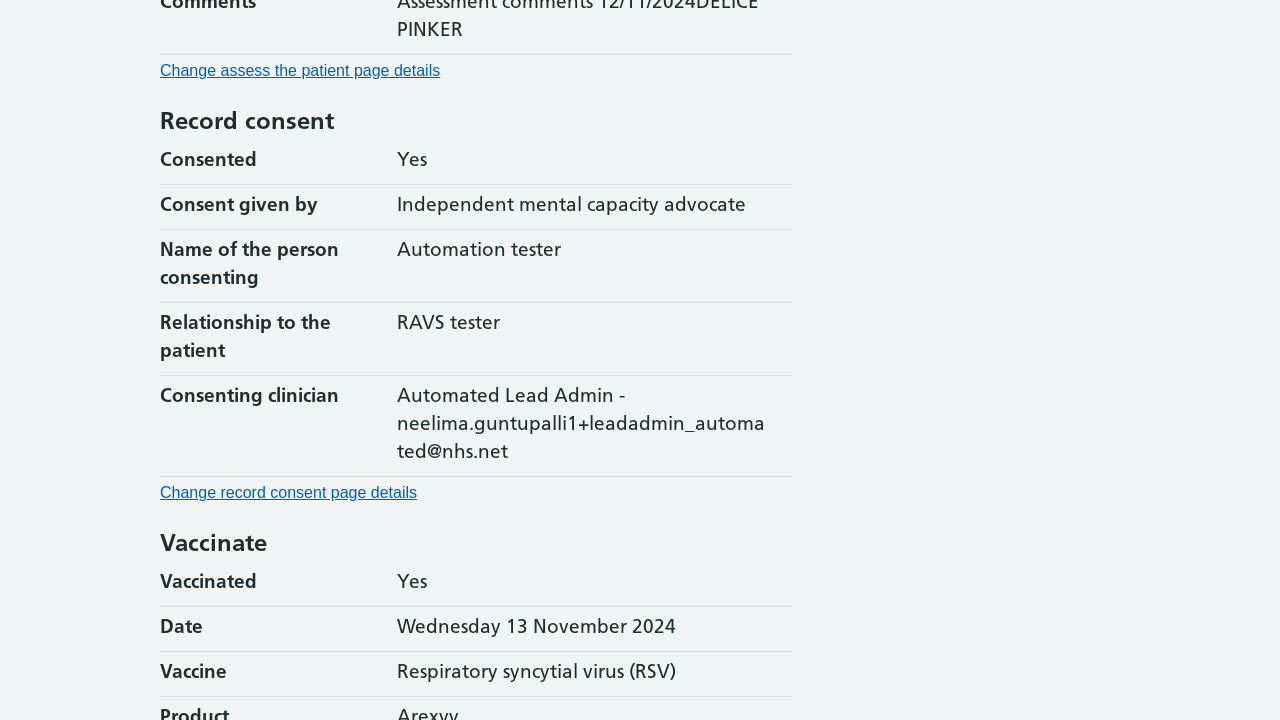 Comments Assessment comments 12/11/2024DELICE
PINKER
Change assess the patient page details
Record consent
Consented Yes
Consent given by Independent mental capacity advocate
Name of the person Automation tester
consenting
Relationship to the RAVS tester
patient
Consenting clinician Automated Lead Admin -
neelima.guntupalli1+leadadmin_automa
ted@nhs.net
Change record consent page details
Vaccinate
Vaccinated Yes
Date Wednesday 13 November 2024
Vaccine Respiratory syncytial virus (RSV)
Product Arexvy